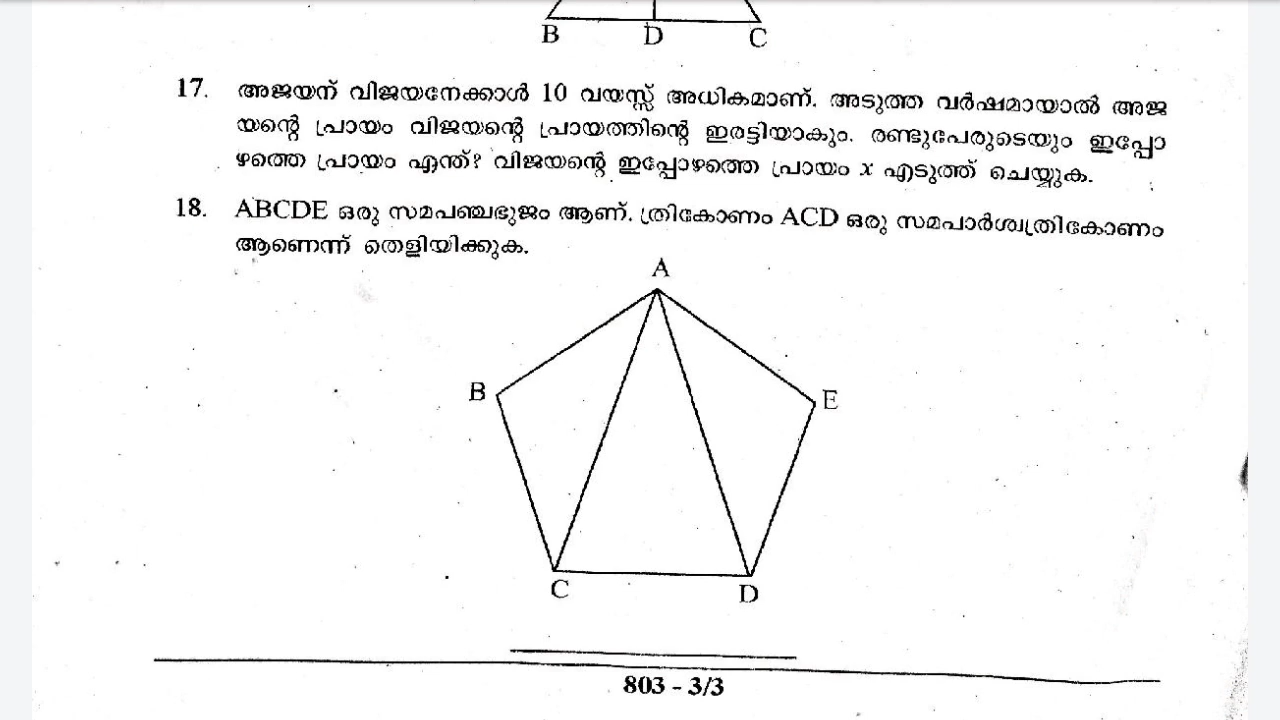 B D C
17. അജയന് വിജയനേക്കാൾ 10 വയസ്സ് അധികമാണ്. അടുത്ത വർഷമായാൽ അജ
യന്റെ പ്രായം വിജയന്റെ പ്രായത്തിന്റെ ഇരട്ടിയാകും. രണ്ടുപേരുടെയും ഇപ്പോ
ഴത്തെ പ്രായം ഏന്ത്? വിജയന്റെ ഇപ്പോഴത്തെ പ്രായം x എടുത്ത് ചെയ്യുക.
18. ABCDE ഒരു സമപഞ്ചഭുജം ആണ്. ത്രികോണം ACD ഒരു സമപാർശ്വത്രികോണം
ആണെന്ന് തെളിയിക്കുക.
A
B
E
C
D
803 - 3/3